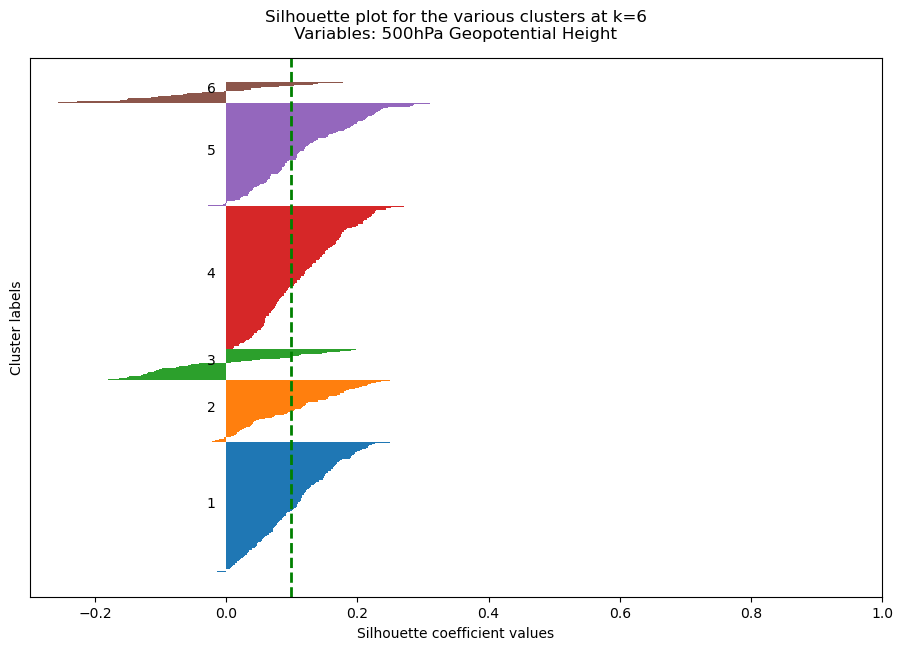 Silhouette plot for the various clusters at k=6
Variables: 500hPa Geopotential Height
6
5
4
3
2
1
Cluster labels
−0.2 0.0 0.2 0.4 0.6 0.8 1.0
Silhouette coefficient values